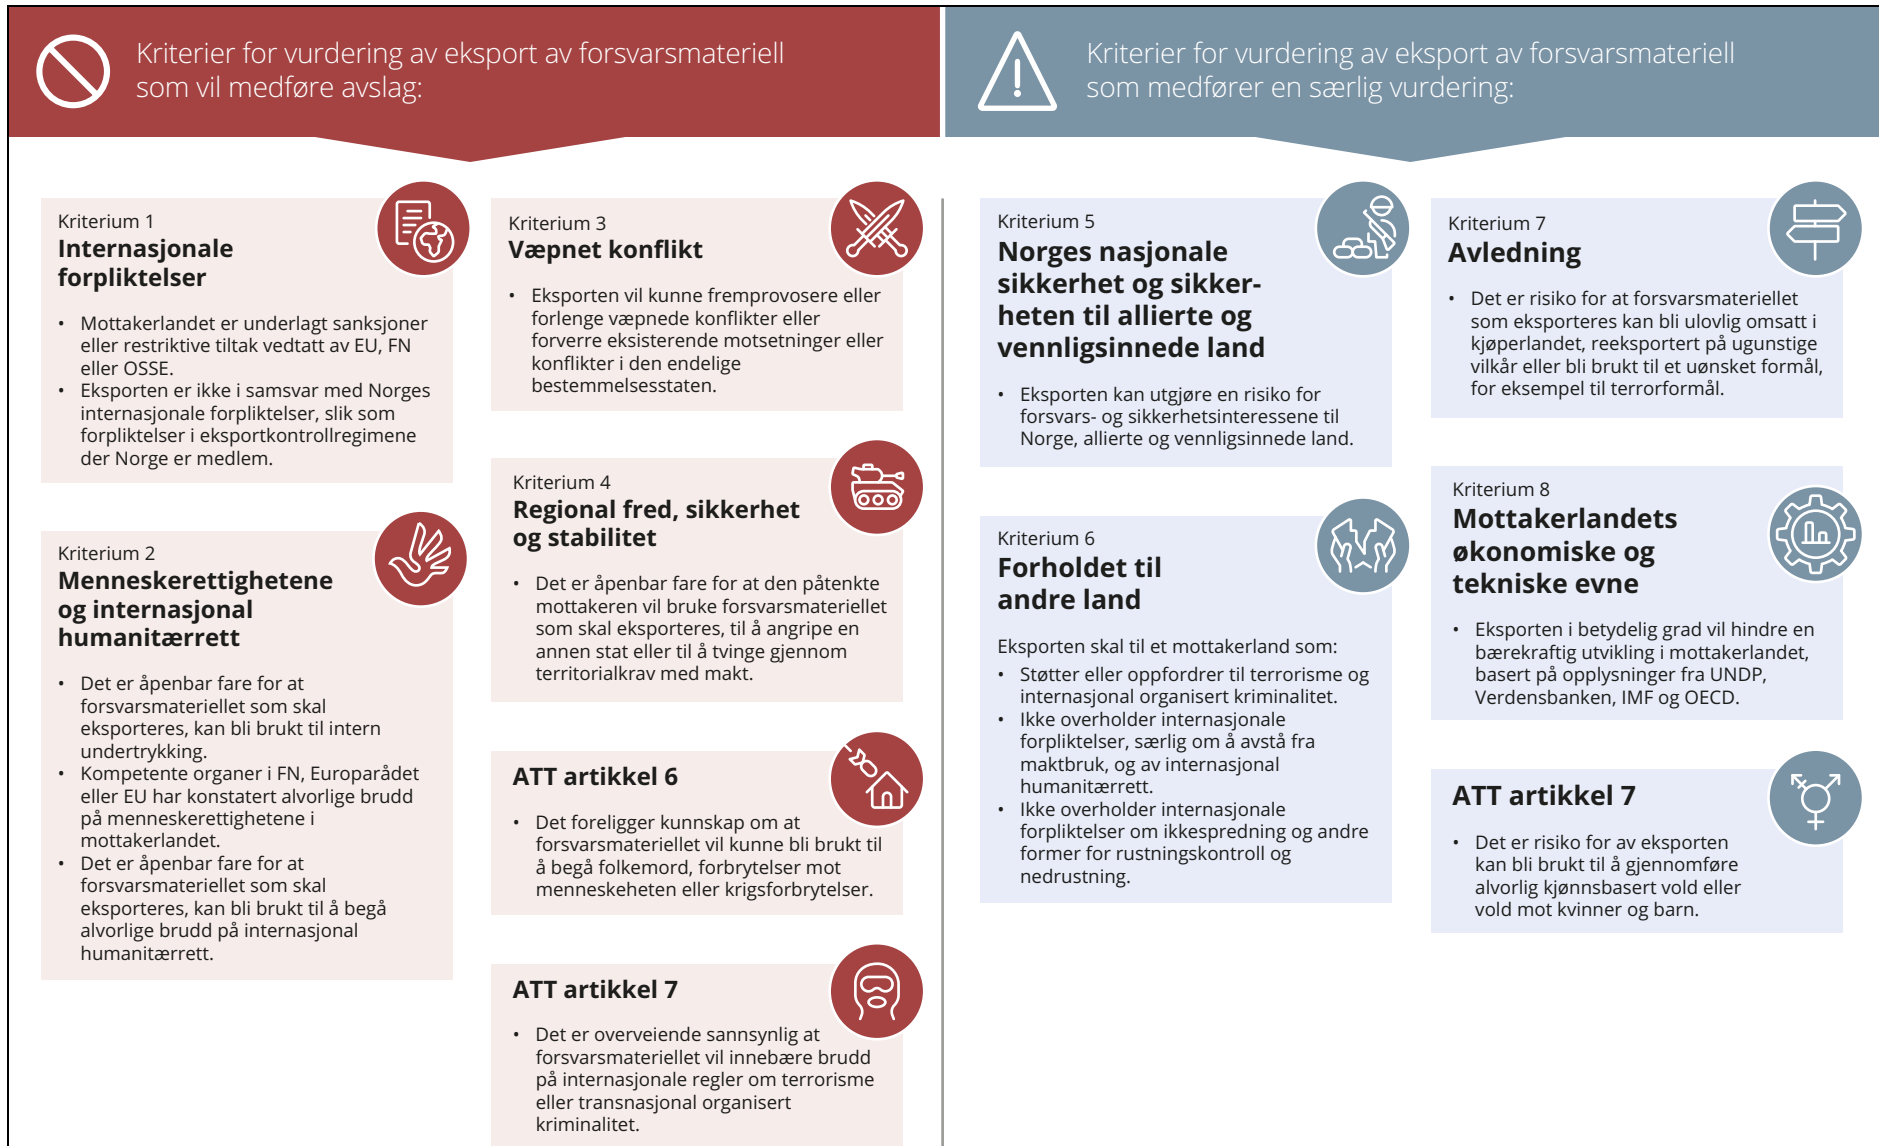 Kriterier for vurdering av eksport av forsvarsmateriell
som vil medføre avslag:
Kriterium 1
Internasjonale
forpliktelser
• Mottakerlandet er underlagt sanksjoner
eller restriktive tiltak vedtatt av EU, FN
eller OSSE.
• Eksporten er ikke i samsvar med Norges
internasjonale forpliktelser, slik som
forpliktelser i eksportkontrollregimene
der Norge er medlem.
Kriterium 2
Menneskerettighetene
og internasjonal
humanitærrett
• Det er åpenbar fare for at
forsvarsmateriellet som skal
eksporteres, kan bli brukt til intern
undertrykking.
• Kompetente organer i FN, Europarådet
eller EU har konstatert alvorlige brudd
på menneskerettighetene i
mottakerlandet.
• Det er åpenbar fare for at
forsvarsmateriellet som skal
eksporteres, kan bli brukt til å begå
alvorlige brudd på internasjonal
humanitærrett.
Kriterium 3
Væpnet konflikt
• Eksporten vil kunne fremprovosere eller
forlenge væpnede konflikter eller
forverre eksisterende motsetninger eller
konflikter i den endelige
bestemmelsesstaten.
Kriterium 4
Regional fred, sikkerhet
og stabilitet
• Det er åpenbar fare for at den påtenkte
mottakeren vil bruke forsvarsmateriellet
som skal eksporteres, til å angripe en
annen stat eller til å tvinge gjennom
territorialkrav med makt.
ATT artikkel 6
• Det foreligger kunnskap om at
forsvarsmateriellet vil kunne bli brukt til
å begå folkemord, forbrytelser mot
menneskeheten eller krigsforbrytelser.
ATT artikkel 7
• Det er overveiende sannsynlig at
forsvarsmateriellet vil innebære brudd
på internasjonale regler om terrorisme
eller transnasjonal organisert
kriminalitet.
Kriterier for vurdering av eksport av forsvarsmateriell
som medfører en særlig vurdering:
Kriterium 5
Norges nasjonale
sikkerhet og sikker-
heten til allierte og
vennligsinnede land
• Eksporten kan utgjøre en risiko for
forsvars- og sikkerhetsinteressene til
Norge, allierte og vennligsinnede land.
Kriterium 6
Forholdet til
andre land
Eksporten skal til et mottakerland som:
• Støtter eller oppfordrer til terrorisme og
internasjonal organisert kriminalitet.
• Ikke overholder internasjonale
forpliktelser, særlig om å avstå fra
maktbruk, og av internasjonal
humanitærrett.
• Ikke overholder internasjonale
forpliktelser om ikkespredning og andre
former for rustningskontroll og
nedrustning.
Kriterium 7
Avledning
• Det er risiko for at forsvarsmateriellet
som eksporteres kan bli ulovlig omsatt i
kjøperlandet, reeksportert på ugunstige
vilkår eller bli brukt til et uønsket formål,
for eksempel til terrorformål.
Kriterium 8
Mottakerlandets
økonomiske og
tekniske evne
• Eksporten i betydelig grad vil hindre en
bærekraftig utvikling i mottakerlandet,
basert på opplysninger fra UNDP,
Verdensbanken, IMF og OECD.
ATT artikkel 7
• Det er risiko for av eksporten
kan bli brukt til å gjennomføre
alvorlig kjønnsbasert vold eller
vold mot kvinner og barn.